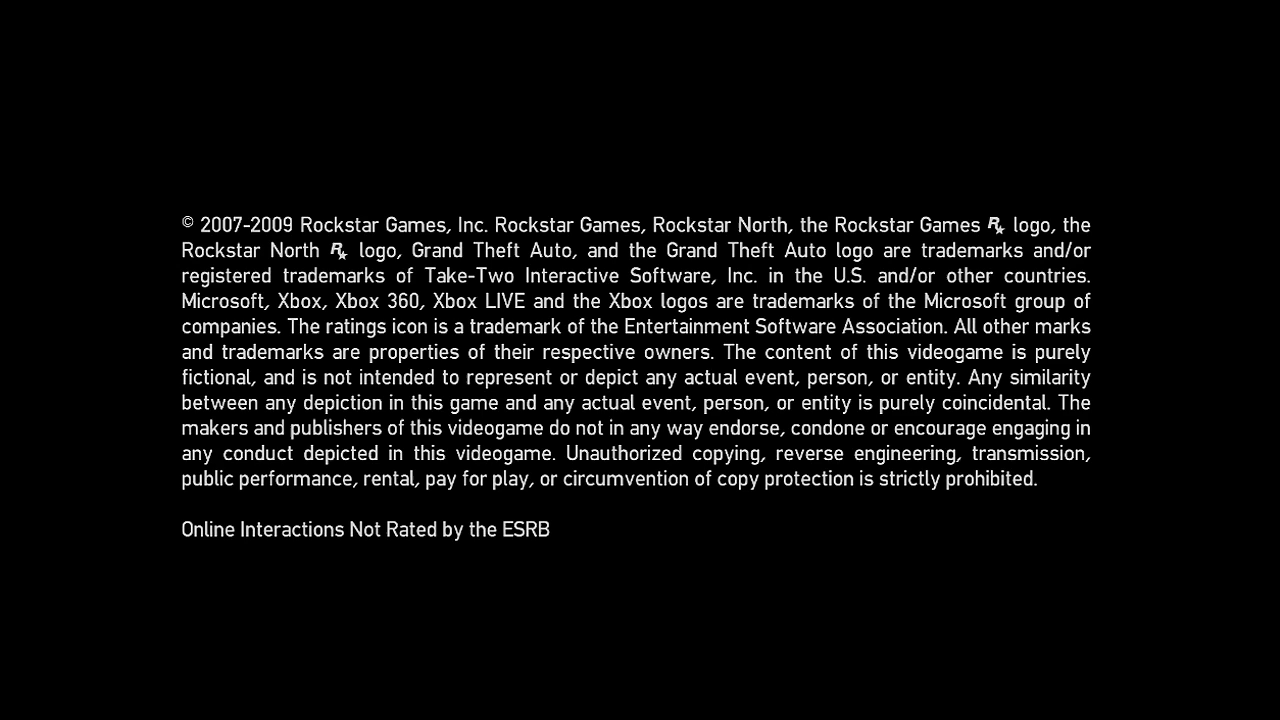 © 2007-2009 Rockstar Games, Inc. Rockstar Games, Rockstar North, the Rockstar Games R★ logo, the
Rockstar North R★ logo, Grand Theft Auto, and the Grand Theft Auto logo are trademarks and/or
registered trademarks of Take-Two Interactive Software, Inc. in the U.S. and/or other countries.
Microsoft, Xbox, Xbox 360, Xbox LIVE and the Xbox logos are trademarks of the Microsoft group of
companies. The ratings icon is a trademark of the Entertainment Software Association. All other marks
and trademarks are properties of their respective owners. The content of this videogame is purely
fictional, and is not intended to represent or depict any actual event, person, or entity. Any similarity
between any depiction in this game and any actual event, person, or entity is purely coincidental. The
makers and publishers of this videogame do not in any way endorse, condone or encourage engaging in
any conduct depicted in this videogame. Unauthorized copying, reverse engineering, transmission,
public performance, rental, pay for play, or circumvention of copy protection is strictly prohibited.
Online Interactions Not Rated by the ESRB